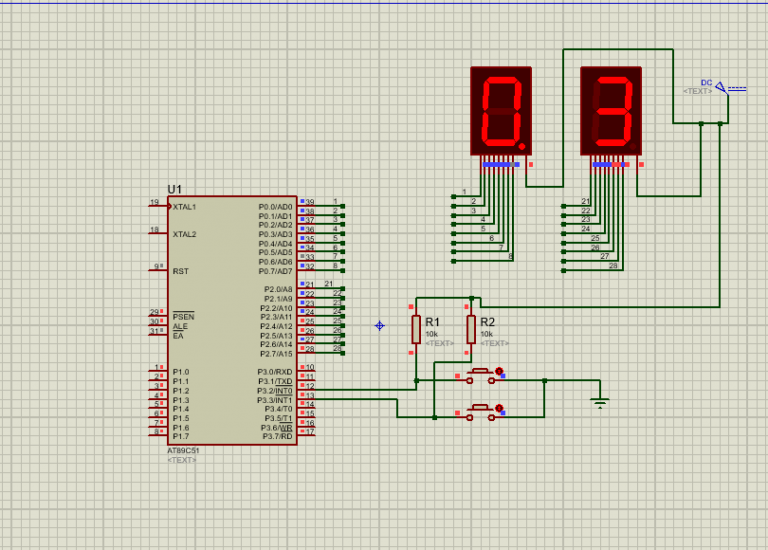 DC
<TEXT>
1
2
3
4
5
6
7
8
21
22
23
24
25
26
27
28
U1
19 XTAL1
18 XTAL2
9 RST
29 PSEN
30 ALE
31 EA
1 P1.0
2 P1.1
3 P1.2
4 P1.3
5 P1.4
6 P1.5
7 P1.6
8 P1.7
P0.0/AD0 39 1
P0.1/AD1 38 2
P0.2/AD2 37 3
P0.3/AD3 36 4
P0.4/AD4 35 5
P0.5/AD5 34 6
P0.6/AD6 33 7
P0.7/AD7 32 8
P2.0/A8 21 21
P2.1/A9 22 22
P2.2/A10 23 23
P2.3/A11 24 24
P2.4/A12 25 25
P2.5/A13 26 26
P2.6/A14 27 27
P2.7/A15 28 28
P3.0/RXD 10
P3.1/TXD 11
P3.2/INT0 12
P3.3/INT1 13
P3.4/T0 14
P3.5/T1 15
P3.6/WR 16
P3.7/RD 17
AT89C51
<TEXT>
R1
10k
<TEXT>
R2
10k
<TEXT>
0.
3